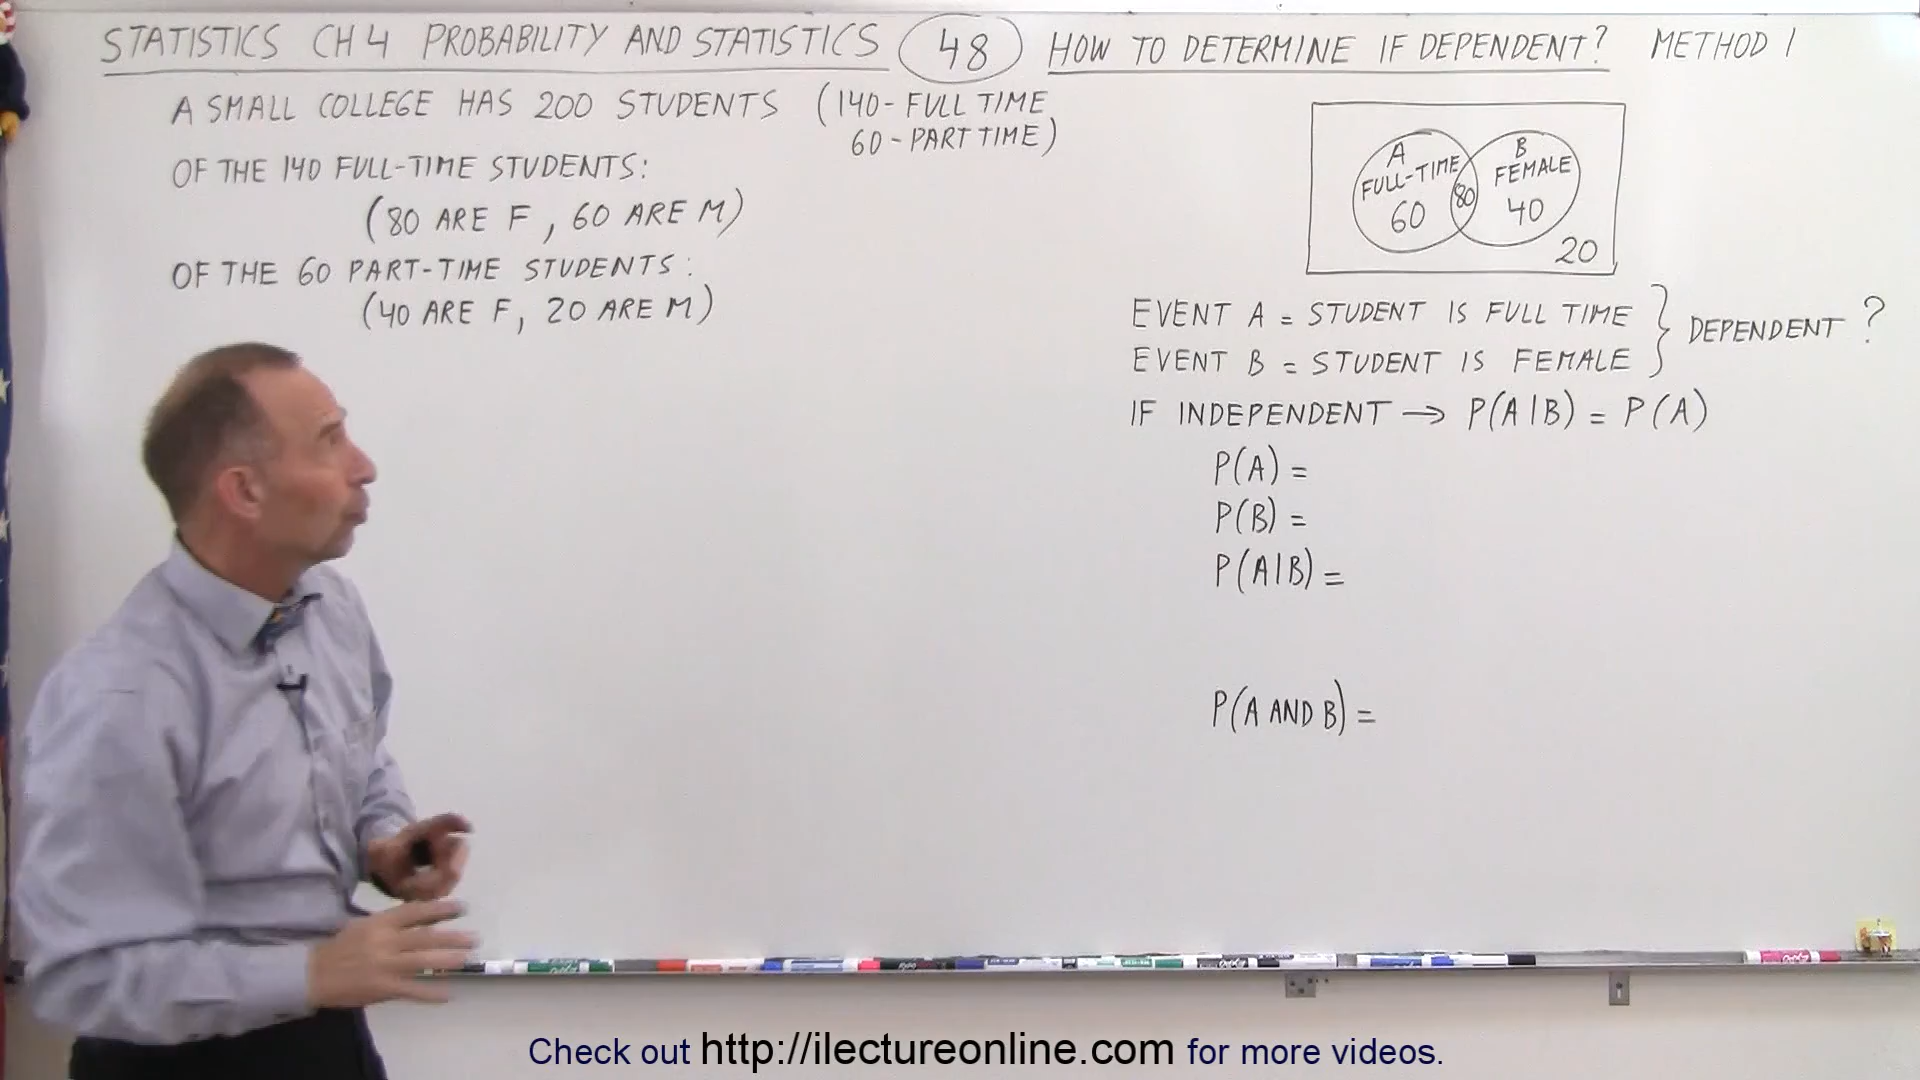 STATISTICS CH 4 PROBABILITY AND STATISTICS 48 HOW TO DETERMINE IF DEPENDENT? METHOD 1
A SMALL COLLEGE HAS 200 STUDENTS (140-FULL TIME
60-PART TIME)
OF THE 140 FULL-TIME STUDENTS:
(80 ARE F, 60 ARE M)
OF THE 60 PART-TIME STUDENTS:
(40 ARE F, 20 ARE M)
A B
FULL-TIME FEMALE
60 80 40
20
EVENT A = STUDENT IS FULL TIME } DEPENDENT ?
EVENT B = STUDENT IS FEMALE
IF INDEPENDENT → P(A|B) = P(A)
P(A) =
P(B) =
P(A|B) =
P(A AND B) =
Check out http://ilectureonline.com for more videos.